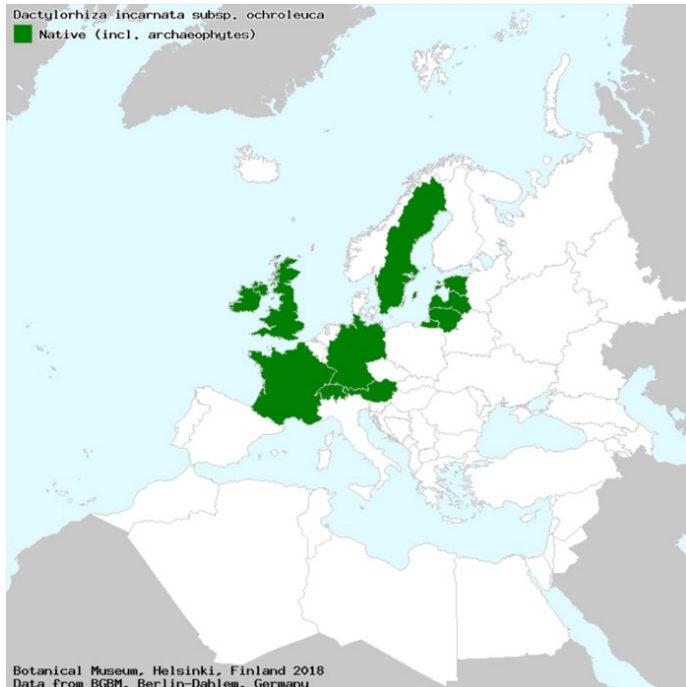 Dactylorhiza incarnata subsp. ochroleuca
Native (incl. archaeophytes)
Botanical Museum, Helsinki, Finland 2018
Data from BGBM, Berlin-Dahlem, Germany